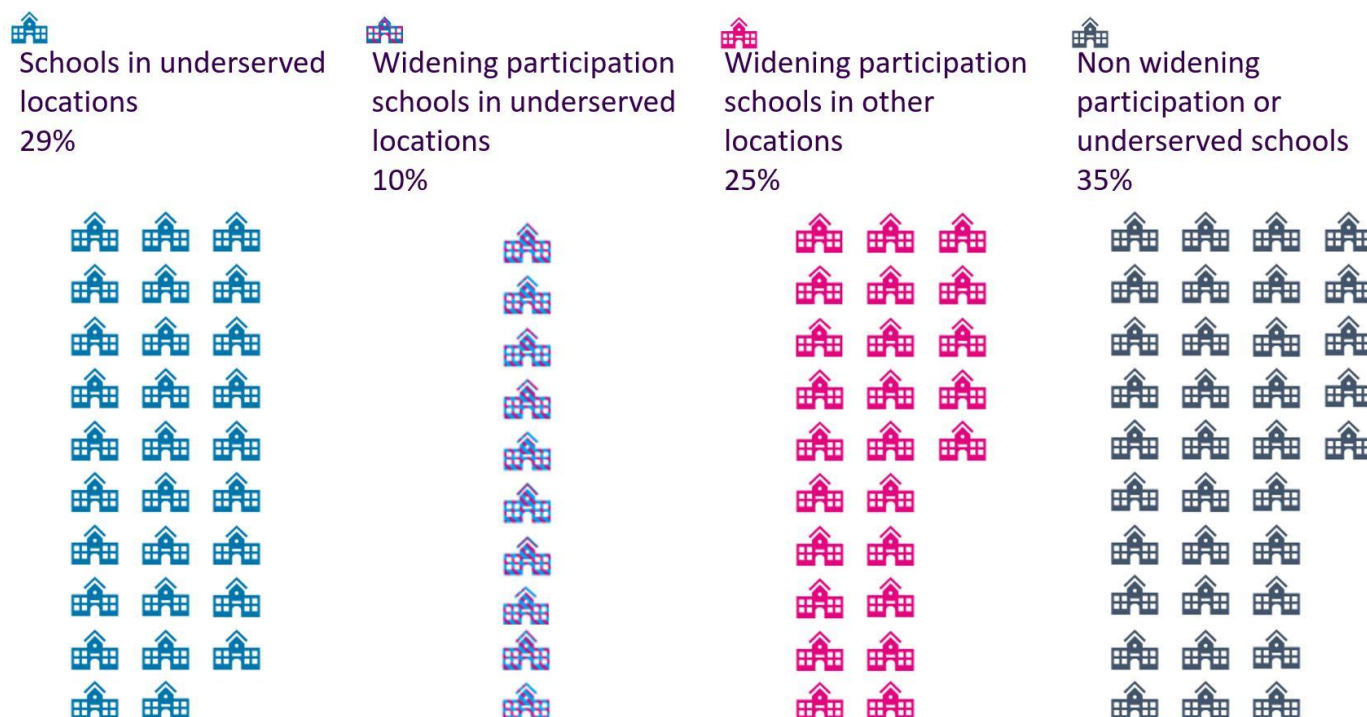 Schools in underserved
locations
29%
Widening participation
schools in underserved
locations
10%
Widening participation
schools in other
locations
25%
Non widening
participation or
underserved schools
35%